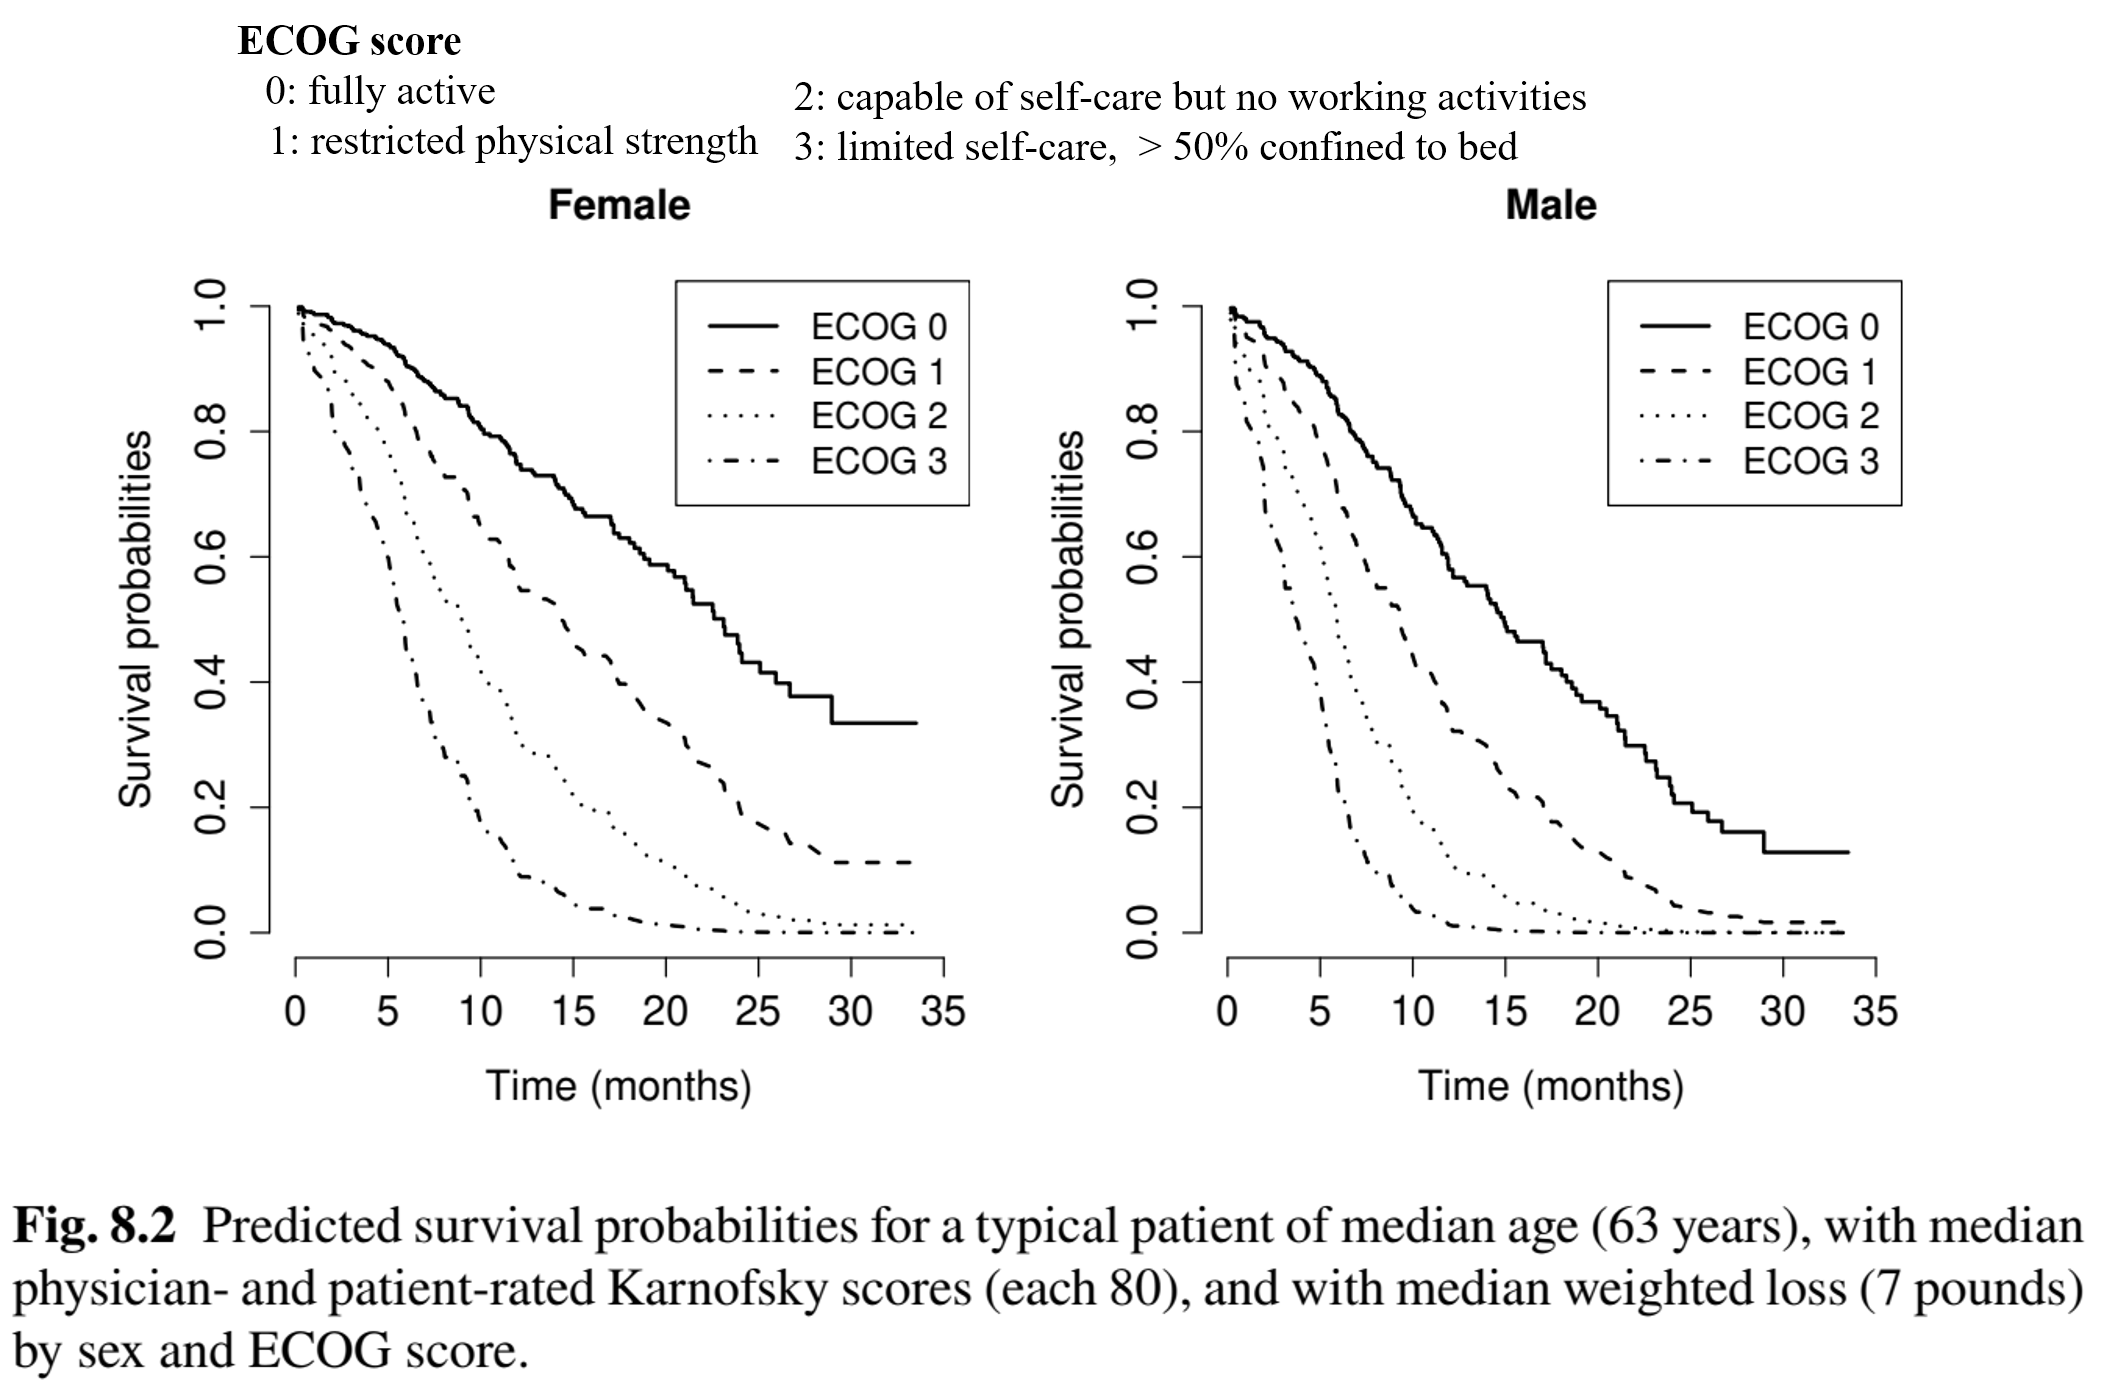 ECOG score
0: fully active
1: restricted physical strength
2: capable of self-care but no working activities
3: limited self-care, > 50% confined to bed
Female
Survival probabilities
1.0
0.8
0.6
0.4
0.2
0.0
ECOG 0
ECOG 1
ECOG 2
ECOG 3
0 5 10 15 20 25 30 35
Time (months)
Male
Survival probabilities
1.0
0.8
0.6
0.4
0.2
0.0
ECOG 0
ECOG 1
ECOG 2
ECOG 3
0 5 10 15 20 25 30 35
Time (months)
Fig. 8.2 Predicted survival probabilities for a typical patient of median age (63 years), with median
physician- and patient-rated Karnofsky scores (each 80), and with median weighted loss (7 pounds)
by sex and ECOG score.